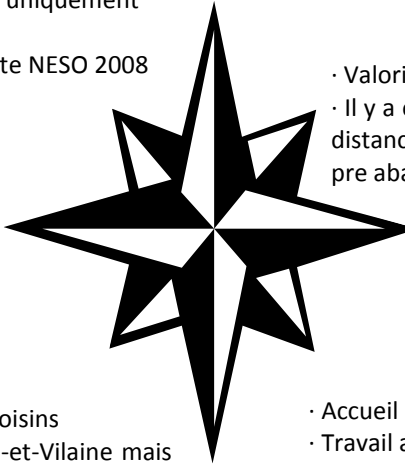 uniquement
te NESO 2008
· Valori
· Il y a
distanc
pre aba
oisins
-et-Vilaine mais
· Accueil
· Travail a